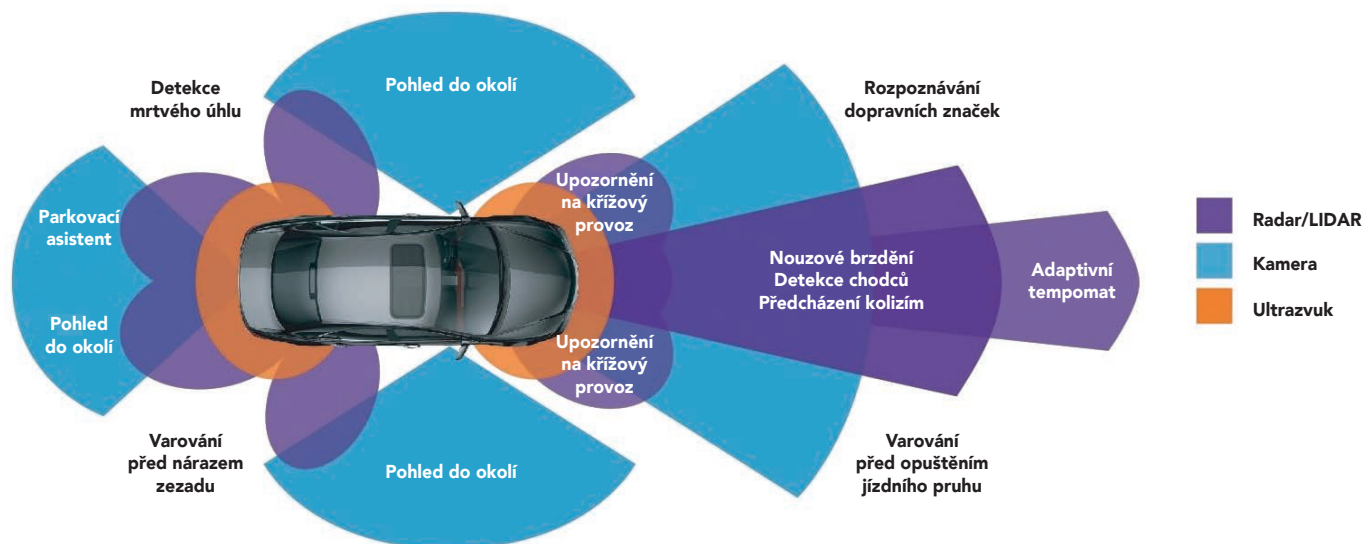 Detekce
mrtvého úhlu
Pohled do okolí
Rozpoznávání
dopravních značek
Parkovací
asistent
Upozornění
na křížový
provoz
Radar/LIDAR
Nouzové brzdění
Detekce chodců
Předcházení kolizím
Adaptivní
tempomat
Kamera
Ultrazvuk
Pohled
do okolí
Upozornění
na křížový
provoz
Varování
před nárazem
zezadu
Pohled do okolí
Varování
před opuštěním
jízdního pruhu